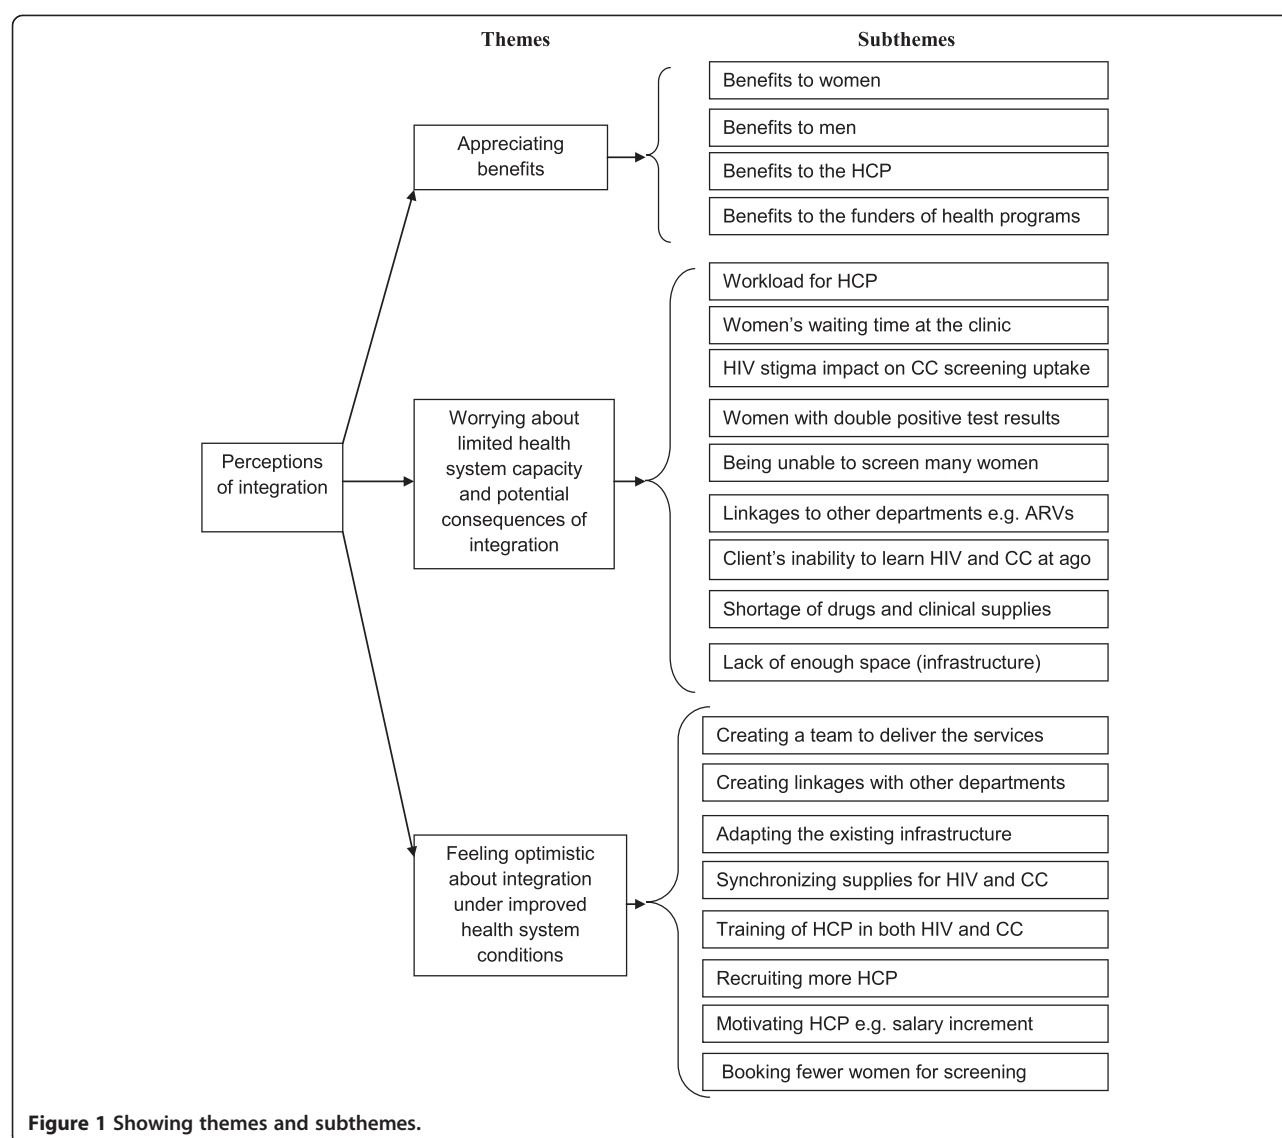 Themes
Subthemes
Perceptions
of integration
Appreciating
benefits
Benefits to women
Benefits to men
Benefits to the HCP
Benefits to the funders of health programs
Worrying about
limited health
system capacity
and potential
consequences of
integration
Workload for HCP
Women’s waiting time at the clinic
HIV stigma impact on CC screening uptake
Women with double positive test results
Being unable to screen many women
Linkages to other departments e.g. ARVs
Client’s inability to learn HIV and CC at ago
Shortage of drugs and clinical supplies
Lack of enough space (infrastructure)
Feeling optimistic
about integration
under improved
health system
conditions
Creating a team to deliver the services
Creating linkages with other departments
Adapting the existing infrastructure
Synchronizing supplies for HIV and CC
Training of HCP in both HIV and CC
Recruiting more HCP
Motivating HCP e.g. salary increment
Booking fewer women for screening
Figure 1 Showing themes and subthemes.